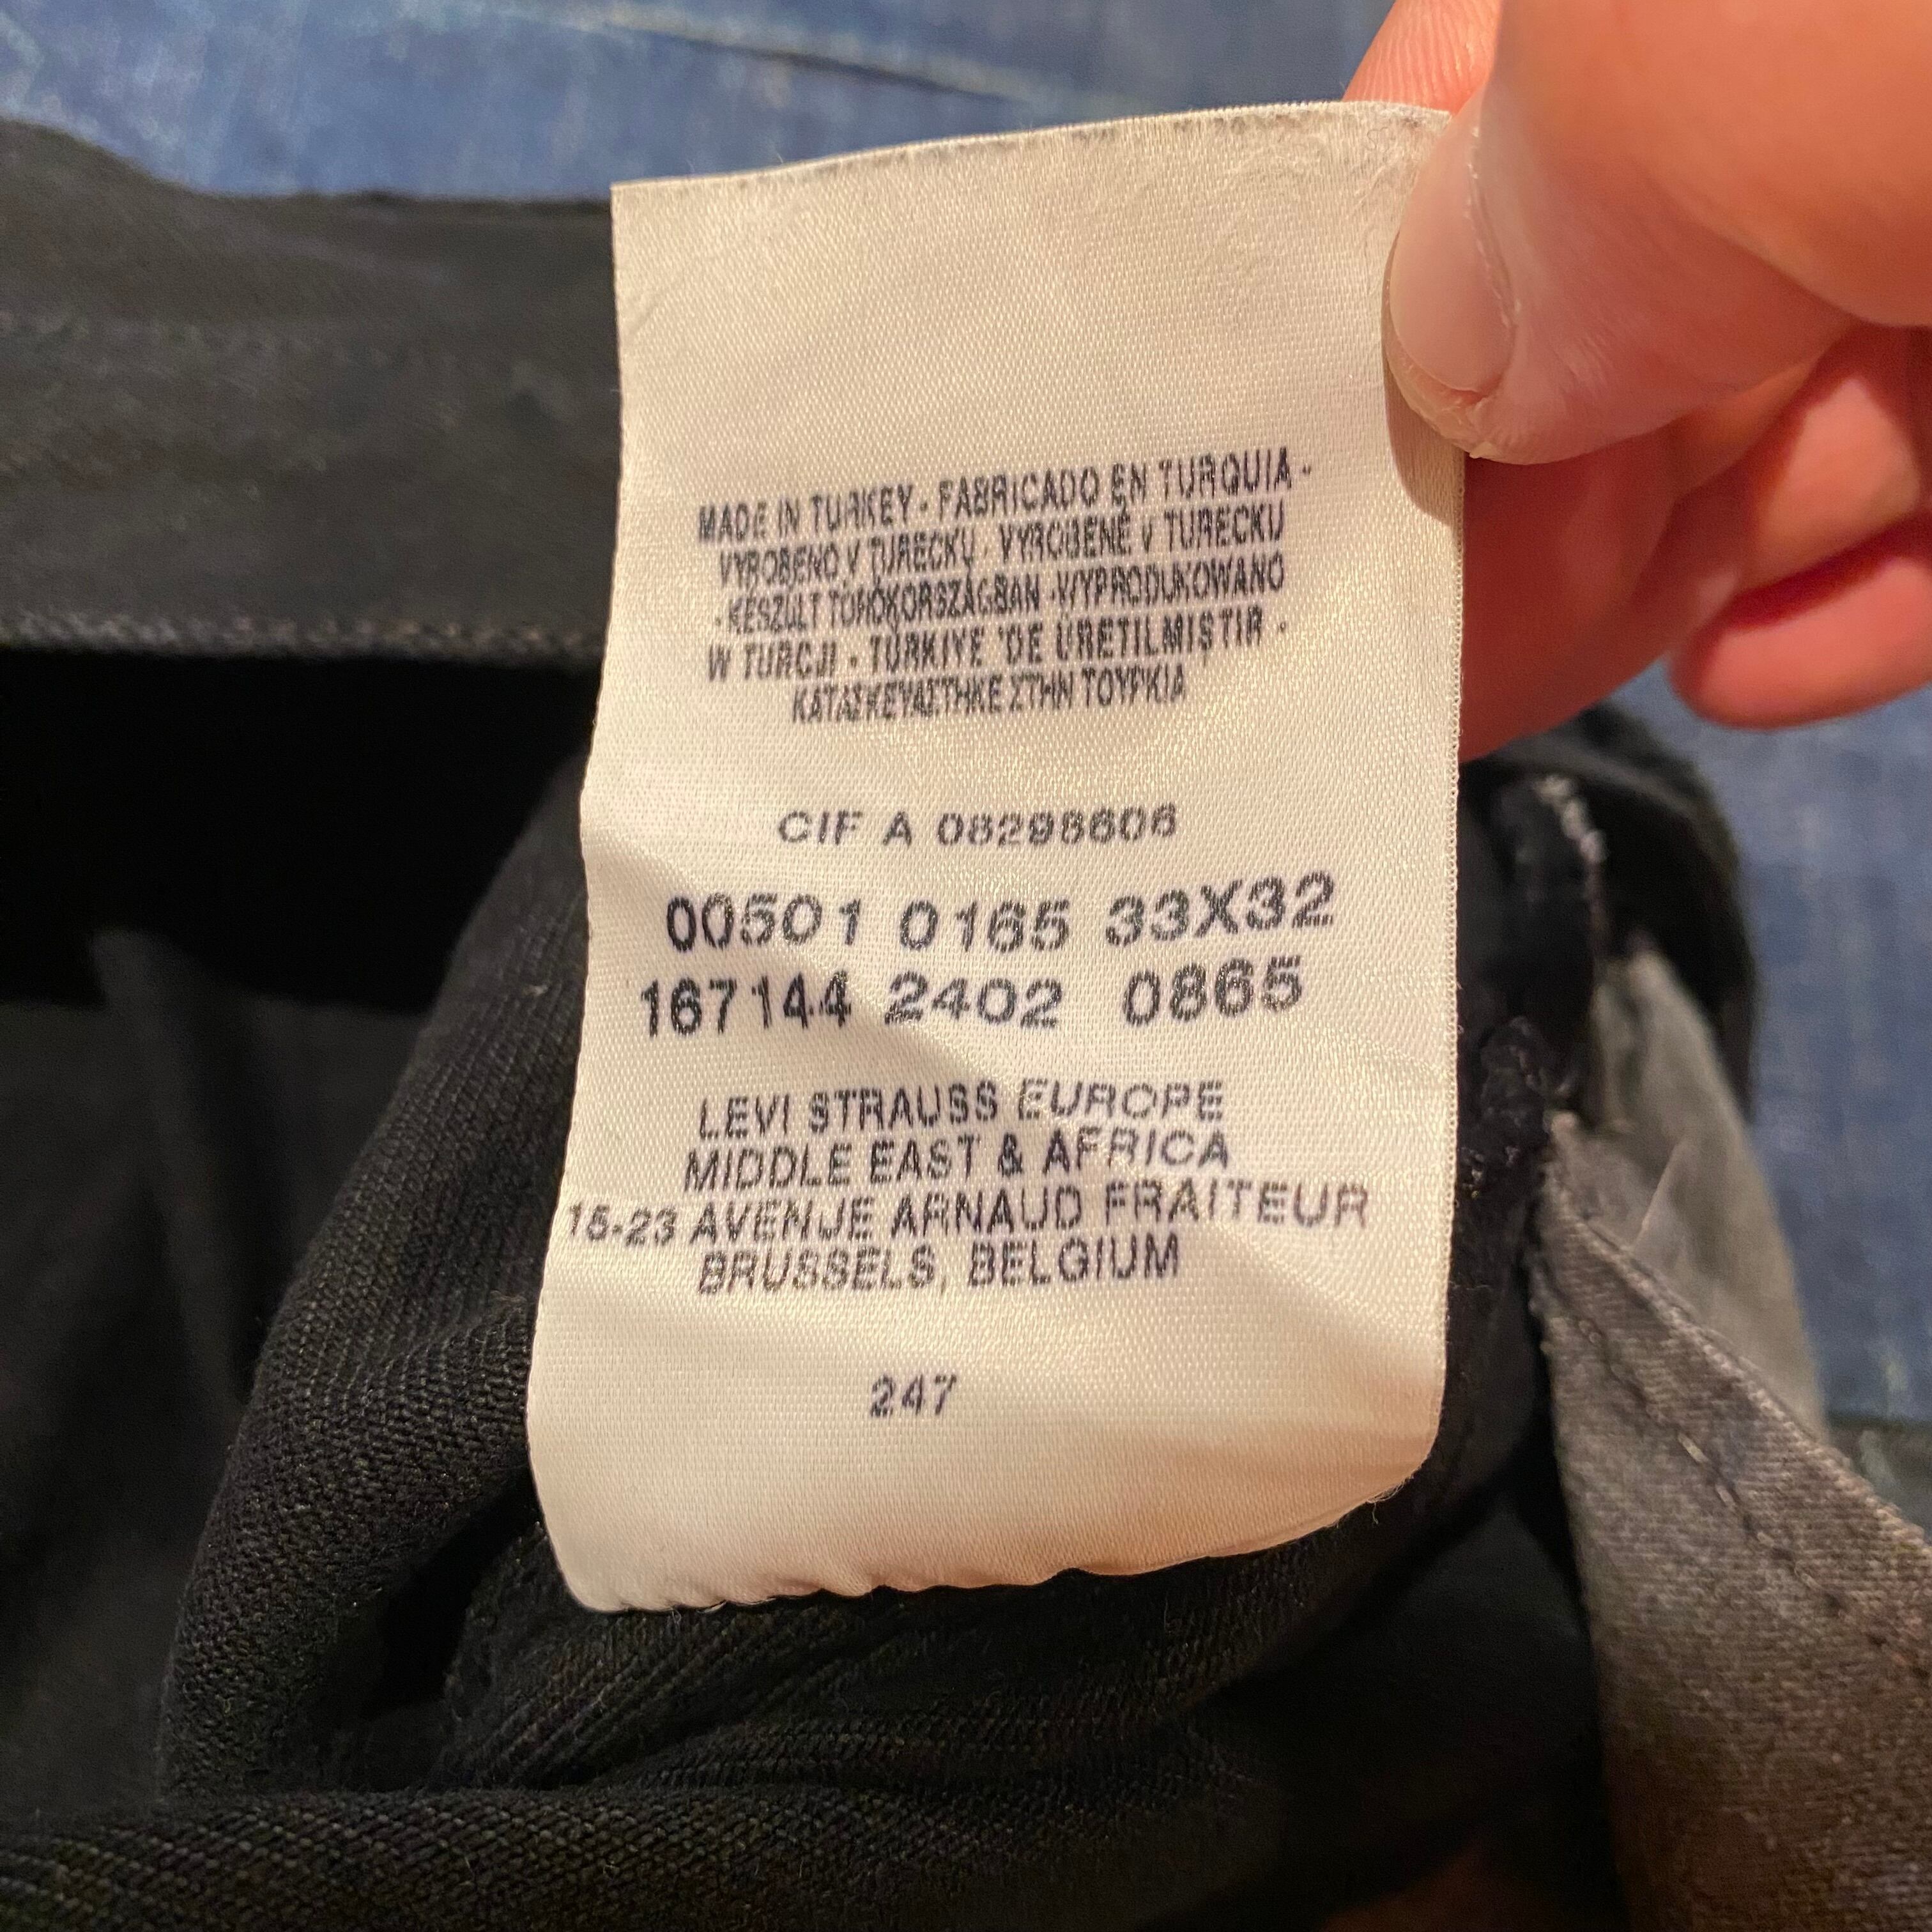 MADE IN TURKEY - FABRICADO EN TURQUIA -
VYROBENO V TURECKU - VYROBENÉ V TURECKU
- KÉSZÜLT TÖRÖKORSZÁGBAN - WYPRODUKOWANO
W TURCJI - TÜRKIYE 'DE ÜRETILMISTIR -
ΚΑΤΑΣΚΕΥΑΣΤΗΚΕ ΣΤΗΝ ΤΟΥΡΚΙΑ
CIF A 08298606
00501 0165 33X32
167144 2402 0865
LEVI STRAUSS EUROPE
MIDDLE EAST & AFRICA
15-23 AVENUE ARNAUD FRAITEUR
BRUSSELS, BELGIUM
247